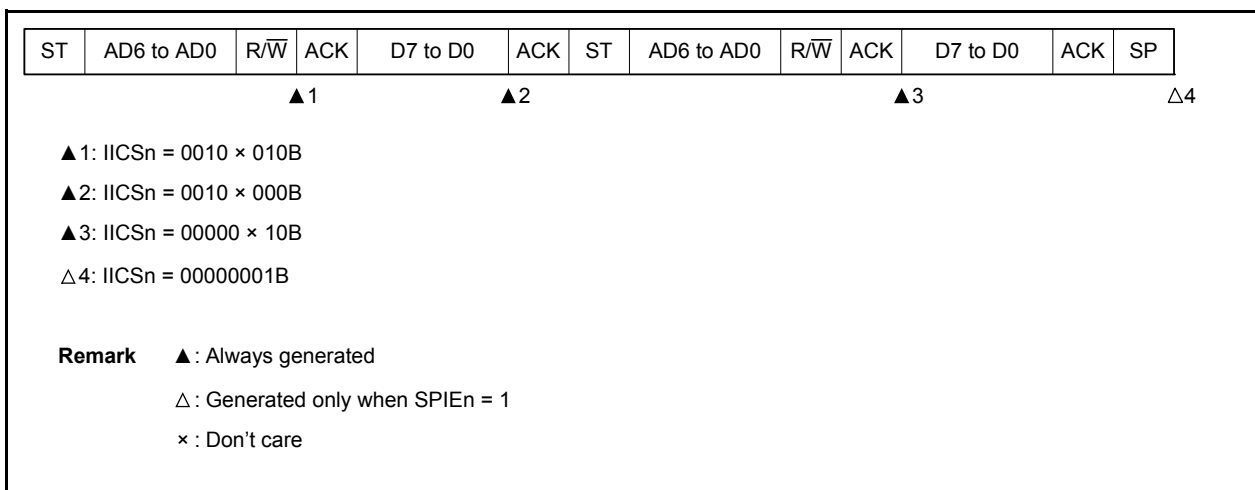 ST AD6 to AD0 R/W̅ ACK D7 to D0 ACK ST AD6 to AD0 R/W̅ ACK D7 to D0 ACK SP
▲1 ▲2 ▲3 △4
▲1: IICSn = 0010 × 010B
▲2: IICSn = 0010 × 000B
▲3: IICSn = 00000 × 10B
△4: IICSn = 00000001B
Remark ▲: Always generated
△: Generated only when SPIEn = 1
×: Don't care